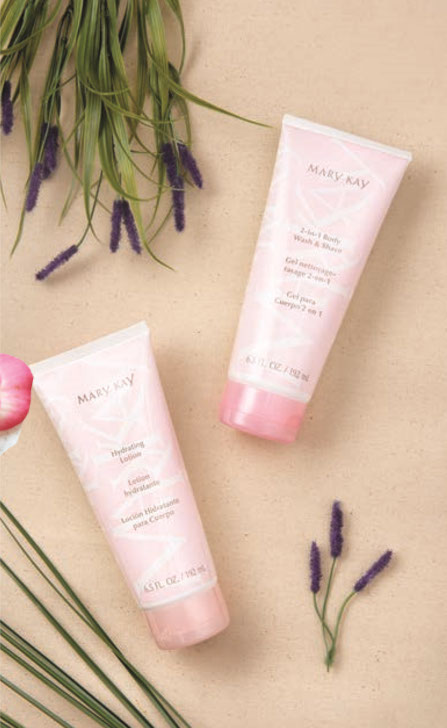 MARY KAY
2-in-1 Body
Wash & Shave
Gel nettoyage-
rasage 2-en-1
Gel para
Cuerpo 2 en 1
6.5 FL. OZ. / 192 mL
MARY KAY
Hydrating
Lotion
Lotion
hydratante
Loción Hidratante
para Cuerpo
6.5 FL. OZ. / 192 mL